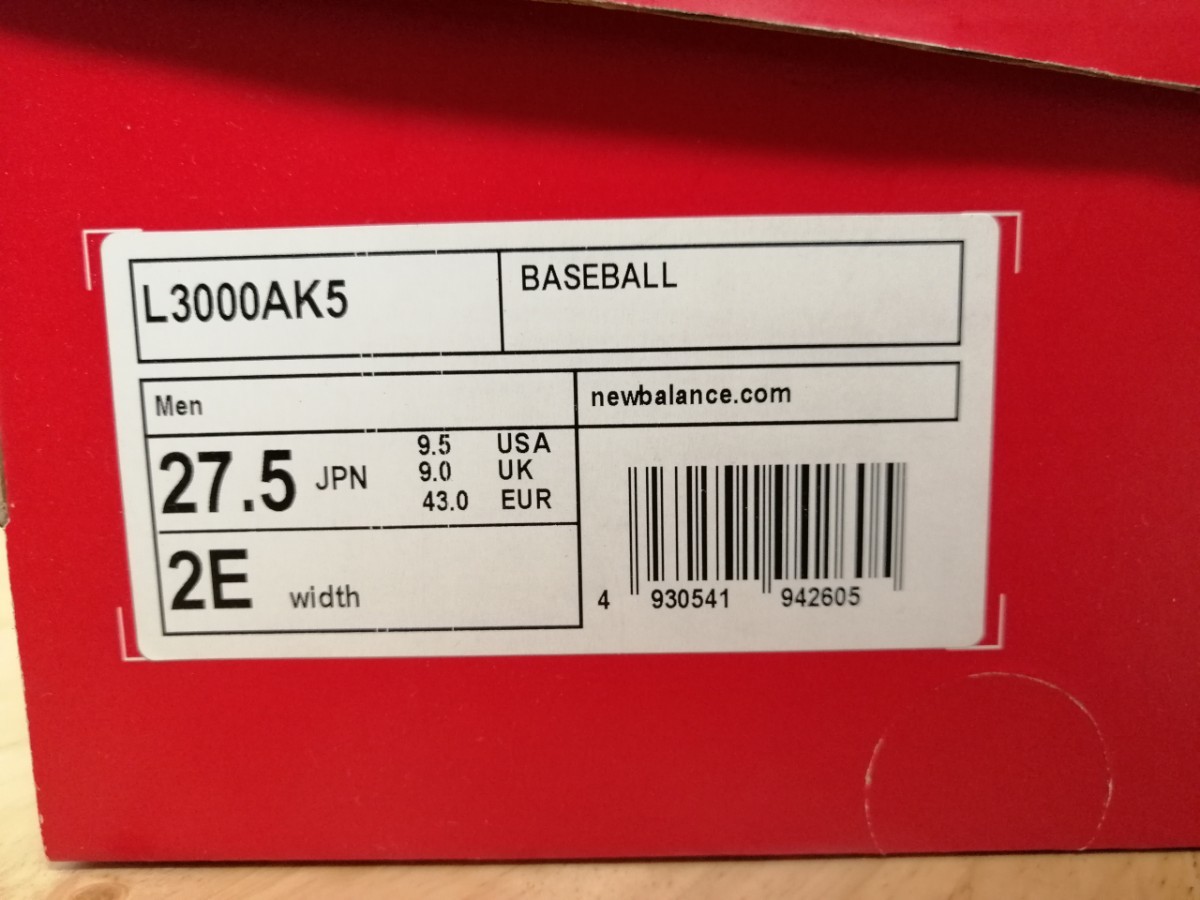 L3000AK5
BASEBALL
Men
newbalance.com
27.5 JPN
9.5 USA
9.0 UK
43.0 EUR
2E width
4 930541 942605